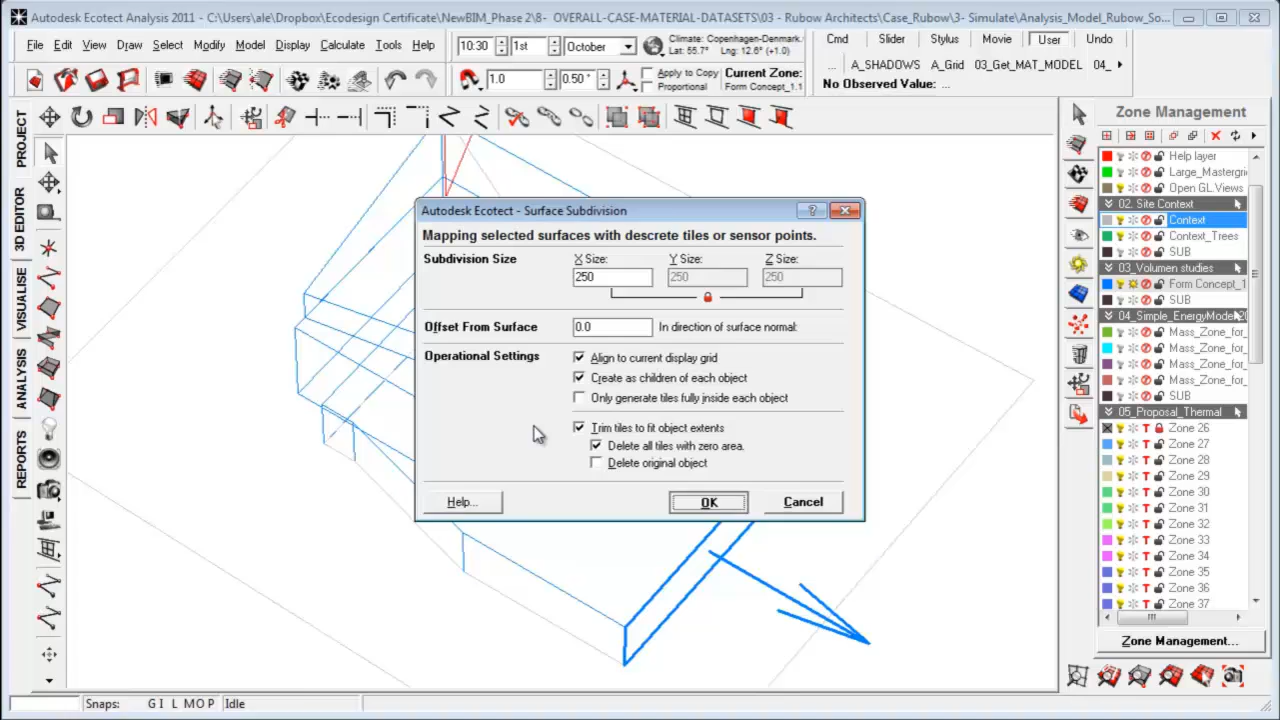 Autodesk Ecotect Analysis 2011 - C:\Users\ale\Dropbox\Ecodesign Certificate\NewBIM_Phase 2\8- OVERALL-CASE-MATERIAL-DATASETS\03 - Rubow Architects\Case_Rubow\3- Simulate\Analysis_Model_Rubow_So...
File Edit View Draw Select Modify Model Display Calculate Tools Help
10:30 1st October
Climate: Copenhagen-Denmark.
Lat: 55.7° Lng: 12.6° (+1.0)
Cmd Slider Stylus Movie User Undo
... A_SHADOWS A_Grid 03_Get_MAT_MODEL 04_
No Observed Value: ...
1.0 0.50 °
Apply to Copy
Proportional
Current Zone:
Form Concept_1.1
PROJECT
3D EDITOR
VISUALISE
ANALYSIS
REPORTS
Autodesk Ecotect - Surface Subdivision
Mapping selected surfaces with descrete tiles or sensor points.
Subdivision Size
X Size: Y Size: Z Size:
250 250 250
Offset From Surface 0.0 In direction of surface normal:
Operational Settings
Align to current display grid
Create as children of each object
Only generate tiles fully inside each object
Trim tiles to fit object extents
Delete all tiles with zero area.
Delete original object
Help... OK Cancel
Zone Management
Help layer
Large_Mastergri
Open GL.Views
02. Site Context
Context
Context_Trees
SUB
03_Volumen studies
Form Concept_1
SUB
04_Simple_EnergyModel
Mass_Zone_for_
Mass_Zone_for_
Mass_Zone_for_
Mass_Zone_for_
SUB
05_Proposal_Thermal
T Zone 26
T Zone 27
T Zone 28
T Zone 29
T Zone 30
T Zone 31
T Zone 32
T Zone 33
T Zone 34
T Zone 35
T Zone 36
T Zone 37
Zone Management...
Snaps: G I L M O P Idle